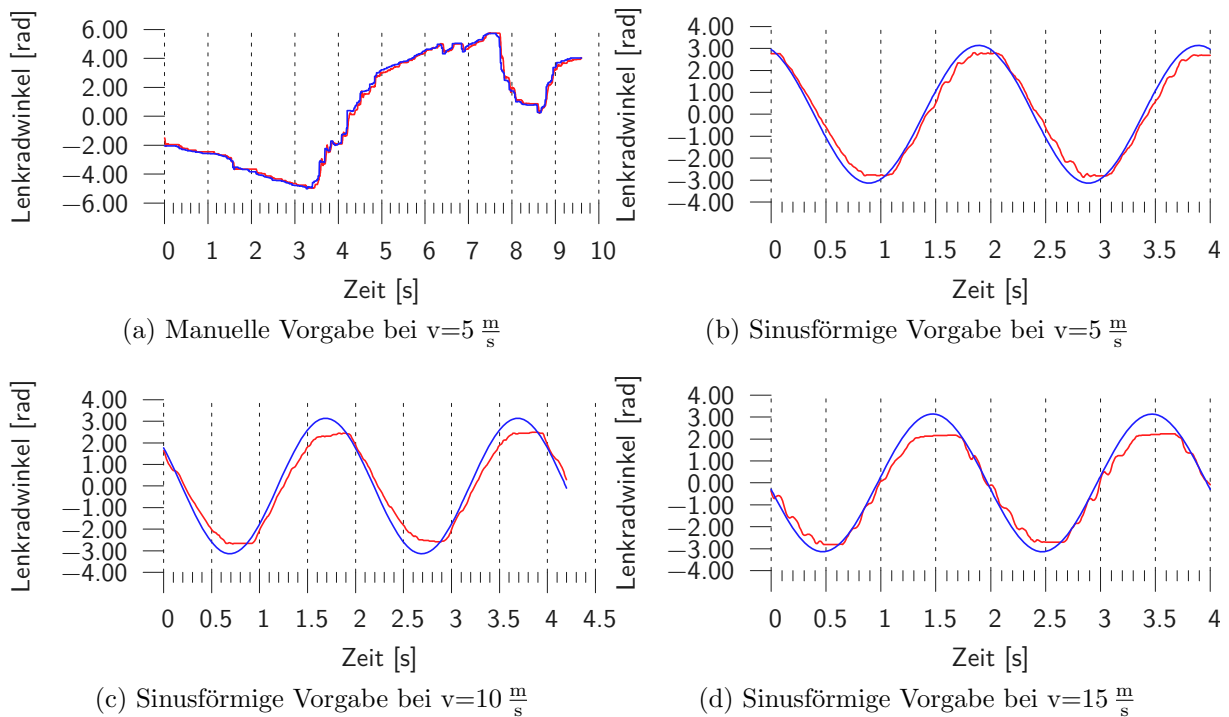 Lenkradwinkel [rad]
6.00
4.00
2.00
0.00
−2.00
−4.00
−6.00
0 1 2 3 4 5 6 7 8 9 10
Zeit [s]
(a) Manuelle Vorgabe bei v=5 m/s
Lenkradwinkel [rad]
4.00
3.00
2.00
1.00
0.00
−1.00
−2.00
−3.00
−4.00
0 0.5 1 1.5 2 2.5 3 3.5 4
Zeit [s]
(b) Sinusförmige Vorgabe bei v=5 m/s
Lenkradwinkel [rad]
4.00
3.00
2.00
1.00
0.00
−1.00
−2.00
−3.00
−4.00
0 0.5 1 1.5 2 2.5 3 3.5 4 4.5
Zeit [s]
(c) Sinusförmige Vorgabe bei v=10 m/s
Lenkradwinkel [rad]
4.00
3.00
2.00
1.00
0.00
−1.00
−2.00
−3.00
−4.00
0 0.5 1 1.5 2 2.5 3 3.5 4
Zeit [s]
(d) Sinusförmige Vorgabe bei v=15 m/s